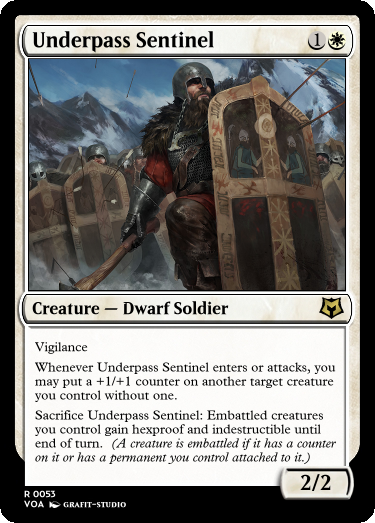 Underpass Sentinel 1
Creature — Dwarf Soldier
Vigilance
Whenever Underpass Sentinel enters or attacks, you
may put a +1/+1 counter on another target creature
you control without one.
Sacrifice Underpass Sentinel: Embattled creatures
you control gain hexproof and indestructible until
end of turn. (A creature is embattled if it has a counter
on it or has a permanent you control attached to it.)
2/2
R 0053
VOA GRAFIT-STUDIO